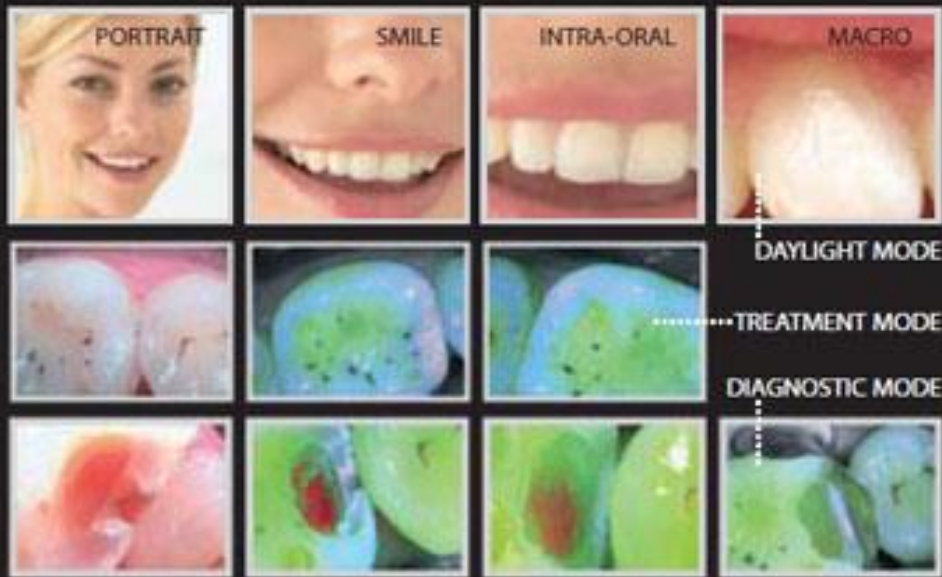 PORTRAIT
SMILE
INTRA-ORAL
MACRO
DAYLIGHT MODE
TREATMENT MODE
DIAGNOSTIC MODE